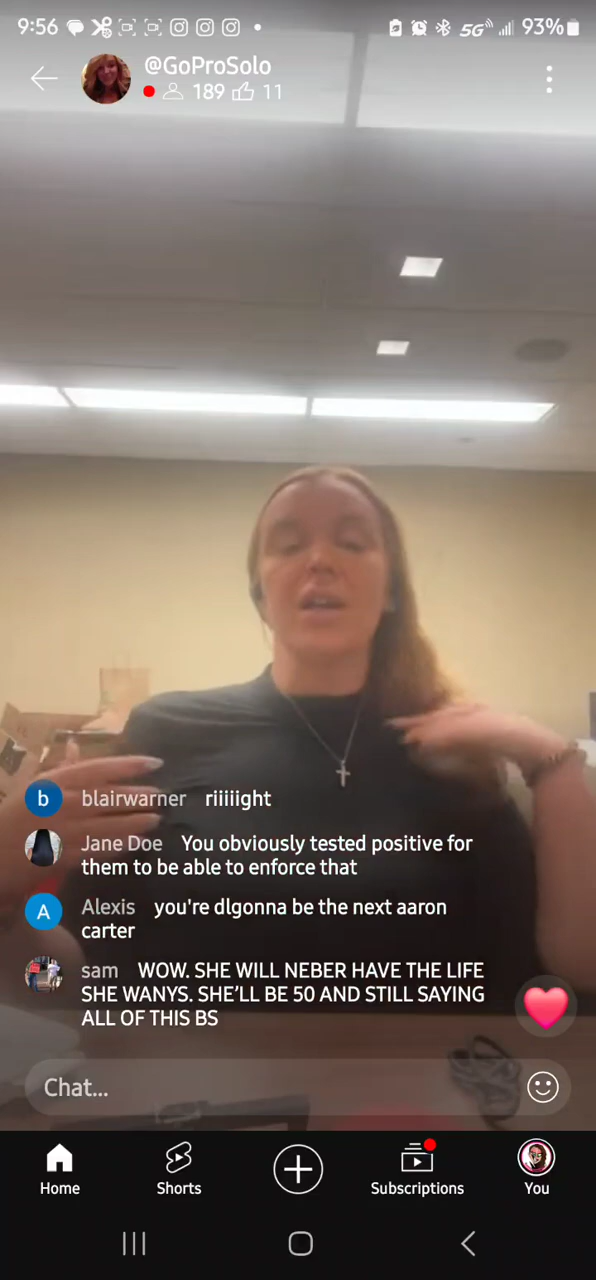 9:56
5G
93%
@GoProSolo
189 11
blairwarner riiiiight
Jane Doe You obviously tested positive for
them to be able to enforce that
A
Alexis you're dlgonna be the next aaron
carter
sam WOW. SHE WILL NEBER HAVE THE LIFE
SHE WANYS. SHE’LL BE 50 AND STILL SAYING
ALL OF THIS BS
b
Chat...
Home
Shorts
Subscriptions
You